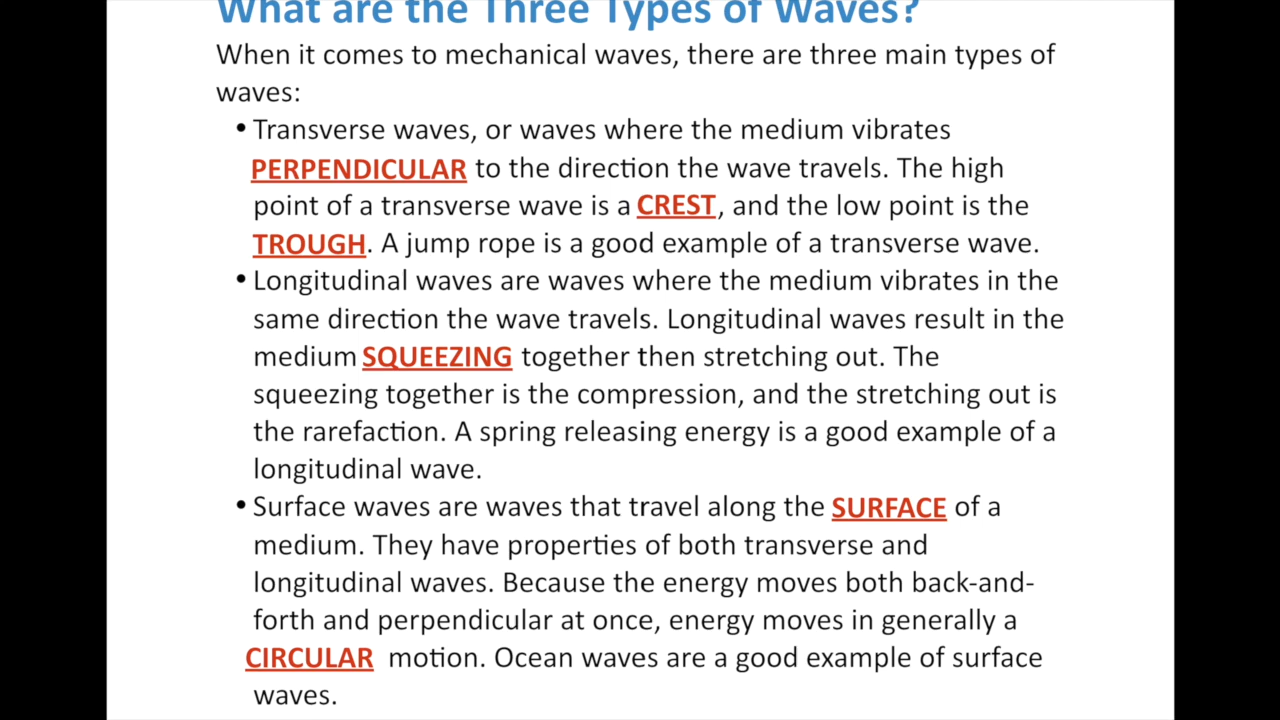 What are the Three Types of Waves?
When it comes to mechanical waves, there are three main types of
waves:
• Transverse waves, or waves where the medium vibrates
PERPENDICULAR to the direction the wave travels. The high
point of a transverse wave is a CREST, and the low point is the
TROUGH. A jump rope is a good example of a transverse wave.
• Longitudinal waves are waves where the medium vibrates in the
same direction the wave travels. Longitudinal waves result in the
medium SQUEEZING together then stretching out. The
squeezing together is the compression, and the stretching out is
the rarefaction. A spring releasing energy is a good example of a
longitudinal wave.
• Surface waves are waves that travel along the SURFACE of a
medium. They have properties of both transverse and
longitudinal waves. Because the energy moves both back-and-
forth and perpendicular at once, energy moves in generally a
CIRCULAR motion. Ocean waves are a good example of surface
waves.